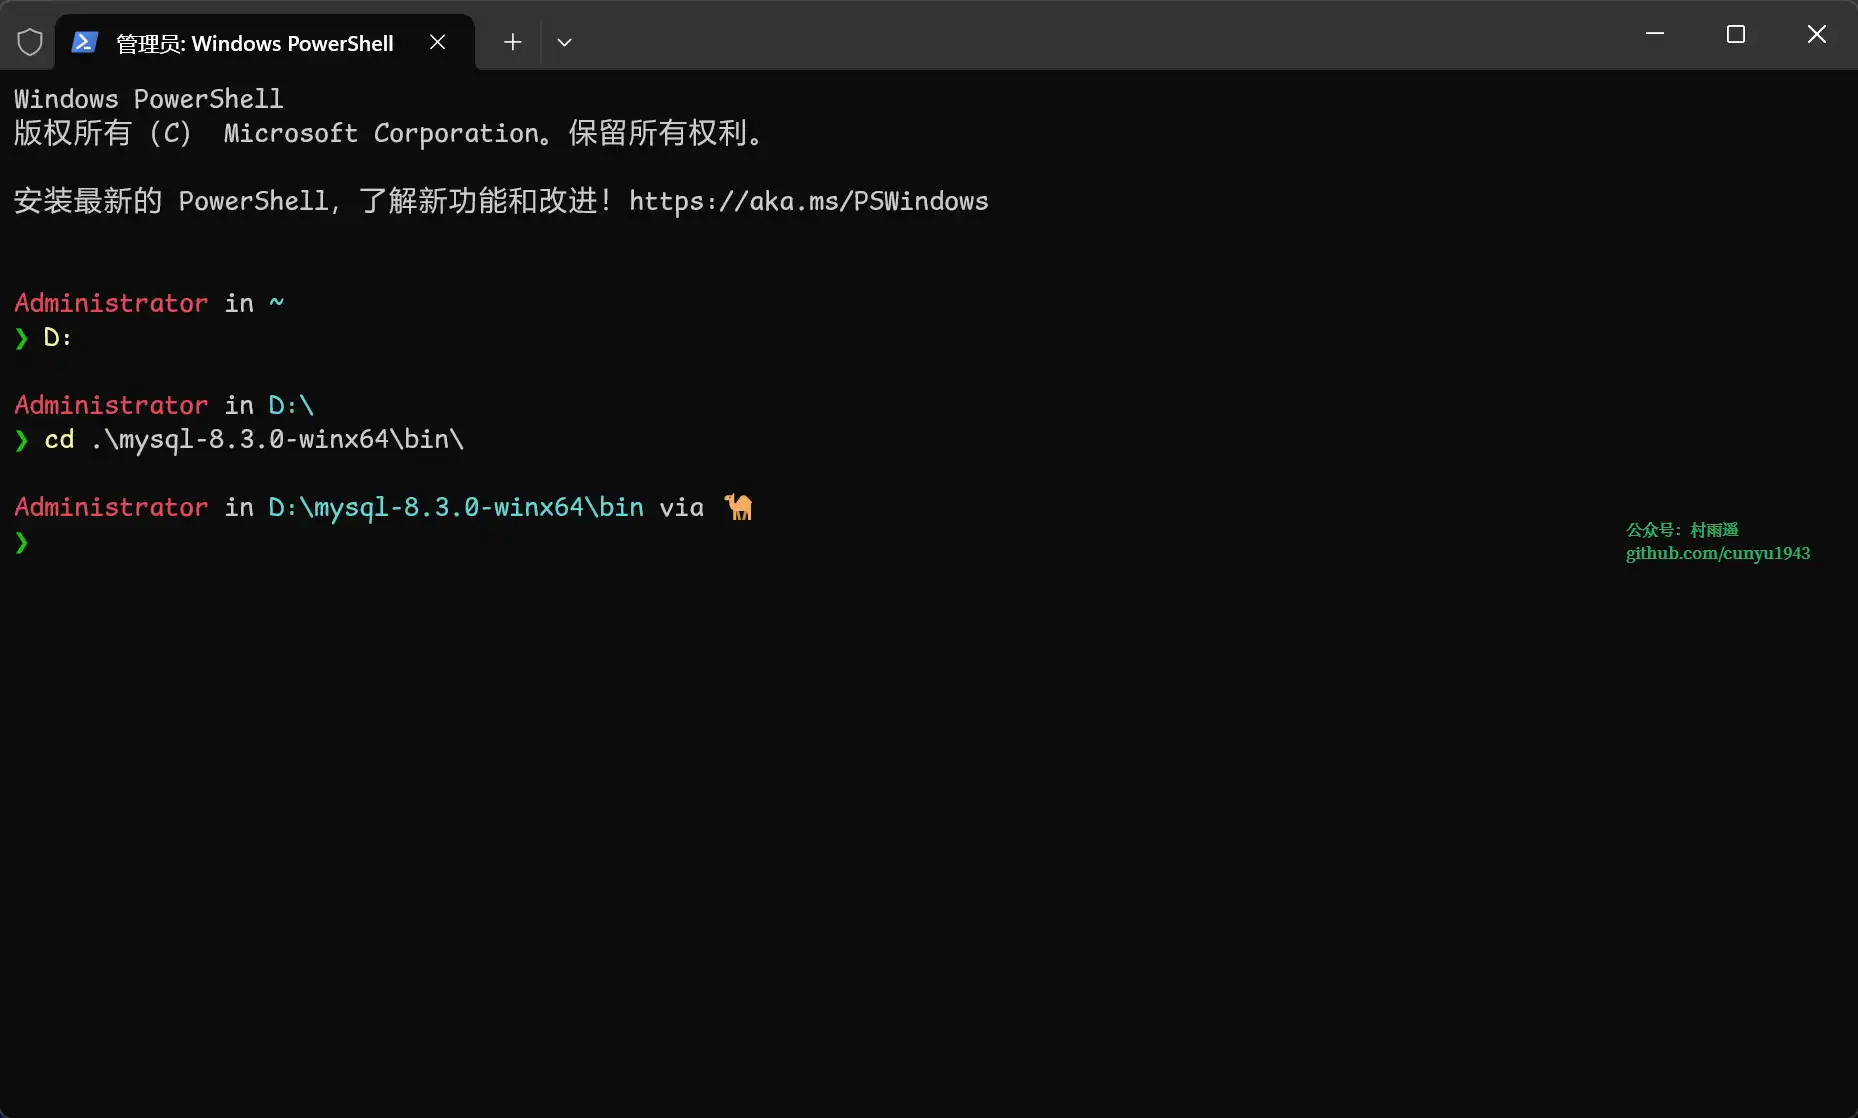 管理员: Windows PowerShell
Windows PowerShell
版权所有（C） Microsoft Corporation。保留所有权利。
安装最新的 PowerShell，了解新功能和改进！https://aka.ms/PSWindows
Administrator in ~
❯ D:
Administrator in D:\
❯ cd .\mysql-8.3.0-winx64\bin\
Administrator in D:\mysql-8.3.0-winx64\bin via 🐪
❯
公众号：村雨遥
github.com/cunyu1943